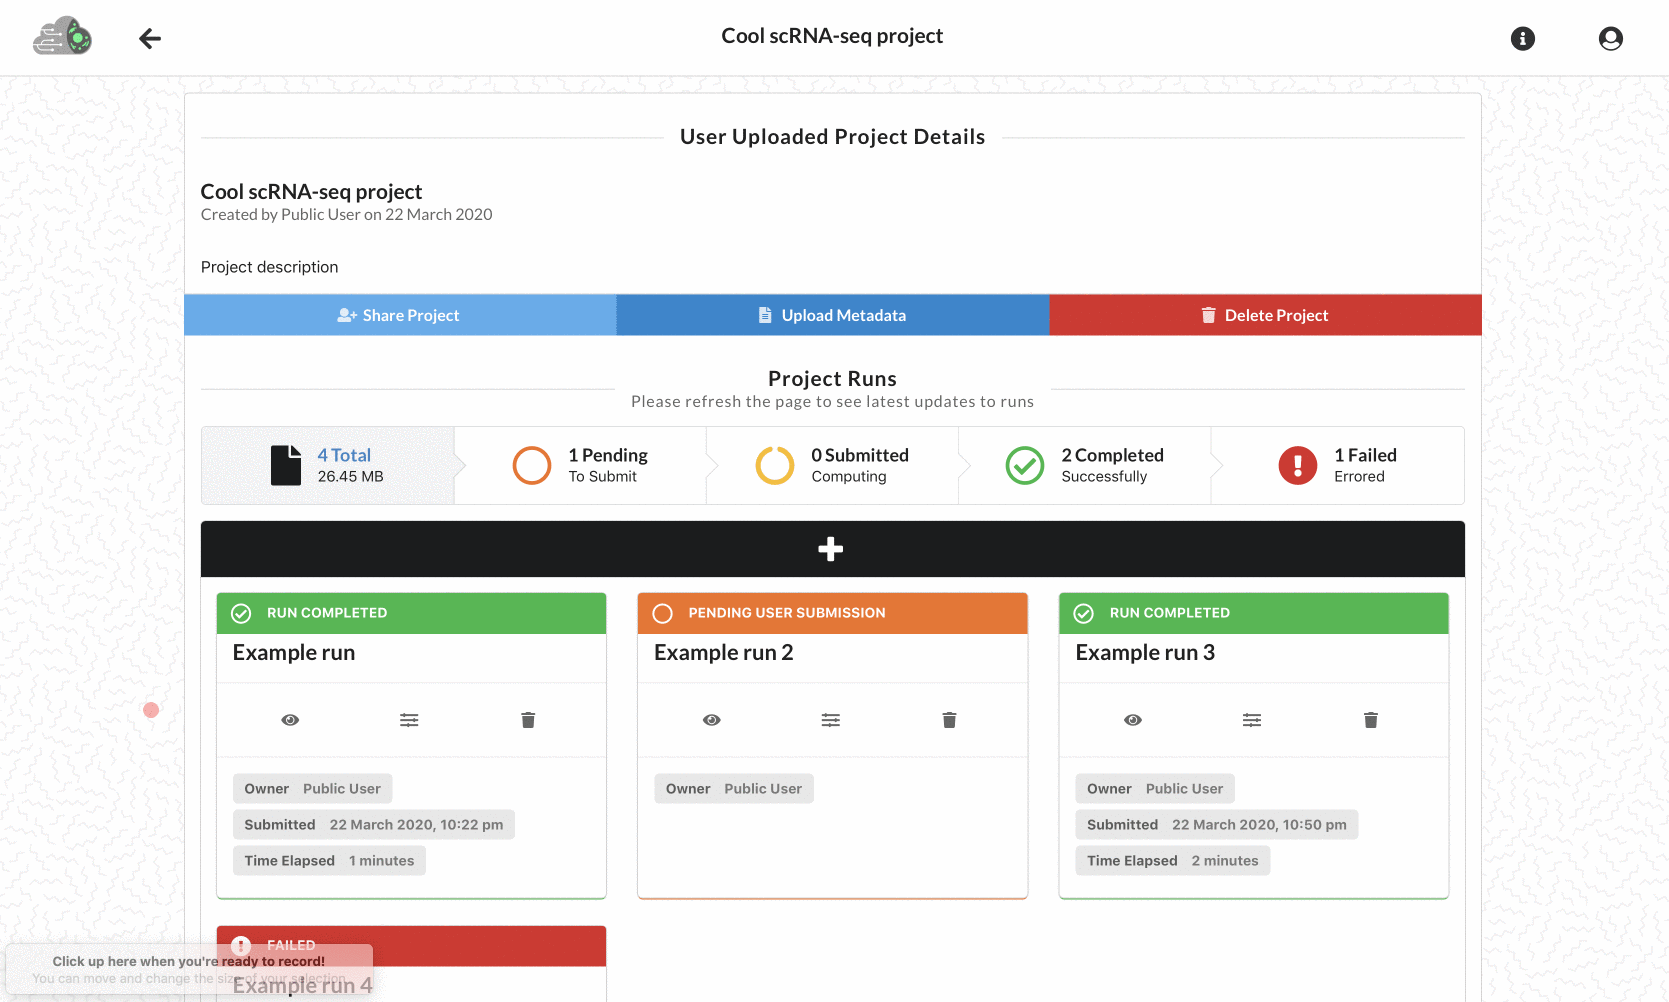 Cool scRNA-seq project
User Uploaded Project Details
Cool scRNA-seq project
Created by Public User on 22 March 2020
Project description
Share Project
Upload Metadata
Delete Project
Project Runs
Please refresh the page to see latest updates to runs
4 Total
26.45 MB
1 Pending
To Submit
0 Submitted
Computing
2 Completed
Successfully
1 Failed
Errored
RUN COMPLETED
Example run
Owner Public User
Submitted 22 March 2020, 10:22 pm
Time Elapsed 1 minutes
PENDING USER SUBMISSION
Example run 2
Owner Public User
RUN COMPLETED
Example run 3
Owner Public User
Submitted 22 March 2020, 10:50 pm
Time Elapsed 2 minutes
FAILED
Example run 4
Click up here when you're ready to record!
You can move and change the size of your selection.